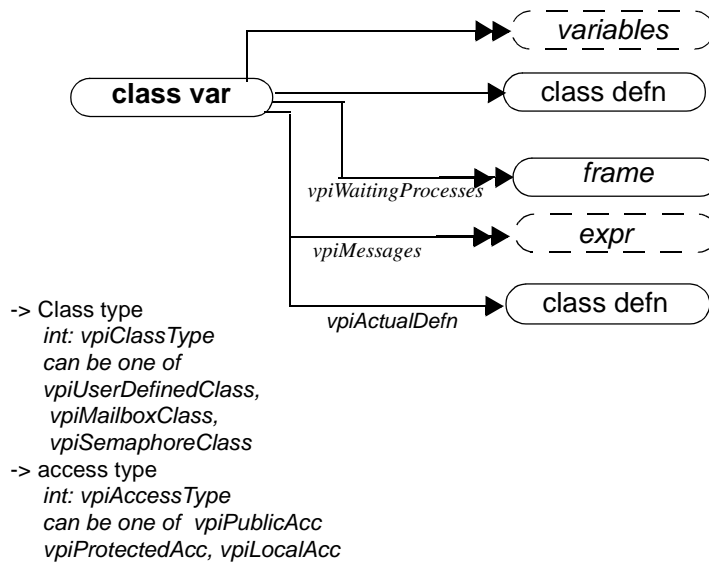 variables
class var
class defn
frame
vpiWaitingProcesses
expr
vpiMessages
class defn
vpiActualDefn
-> Class type
int: vpiClassType
can be one of
vpiUserDefinedClass,
vpiMailboxClass,
vpiSemaphoreClass
-> access type
int: vpiAccessType
can be one of vpiPublicAcc
vpiProtectedAcc, vpiLocalAcc